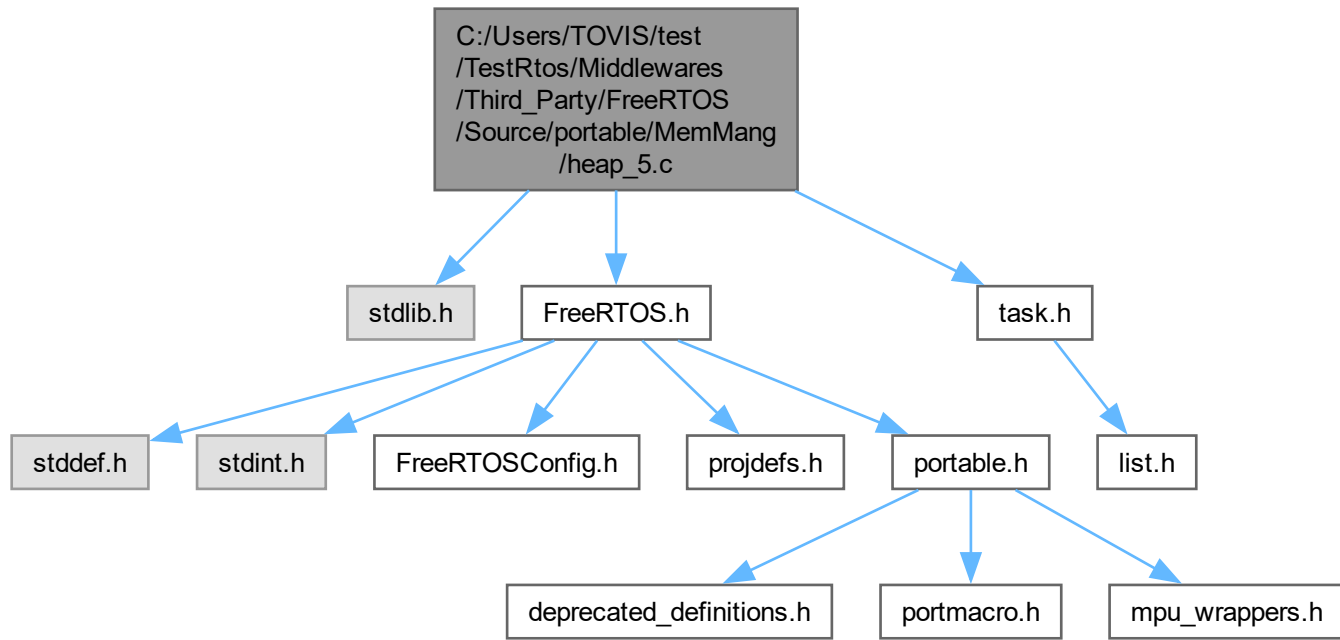 C:/Users/TOVIS/test
/TestRtos/Middlewares
/Third_Party/FreeRTOS
/Source/portable/MemMang
/heap_5.c
stdlib.h
FreeRTOS.h
task.h
stddef.h
stdint.h
FreeRTOSConfig.h
projdefs.h
portable.h
list.h
deprecated_definitions.h
portmacro.h
mpu_wrappers.h